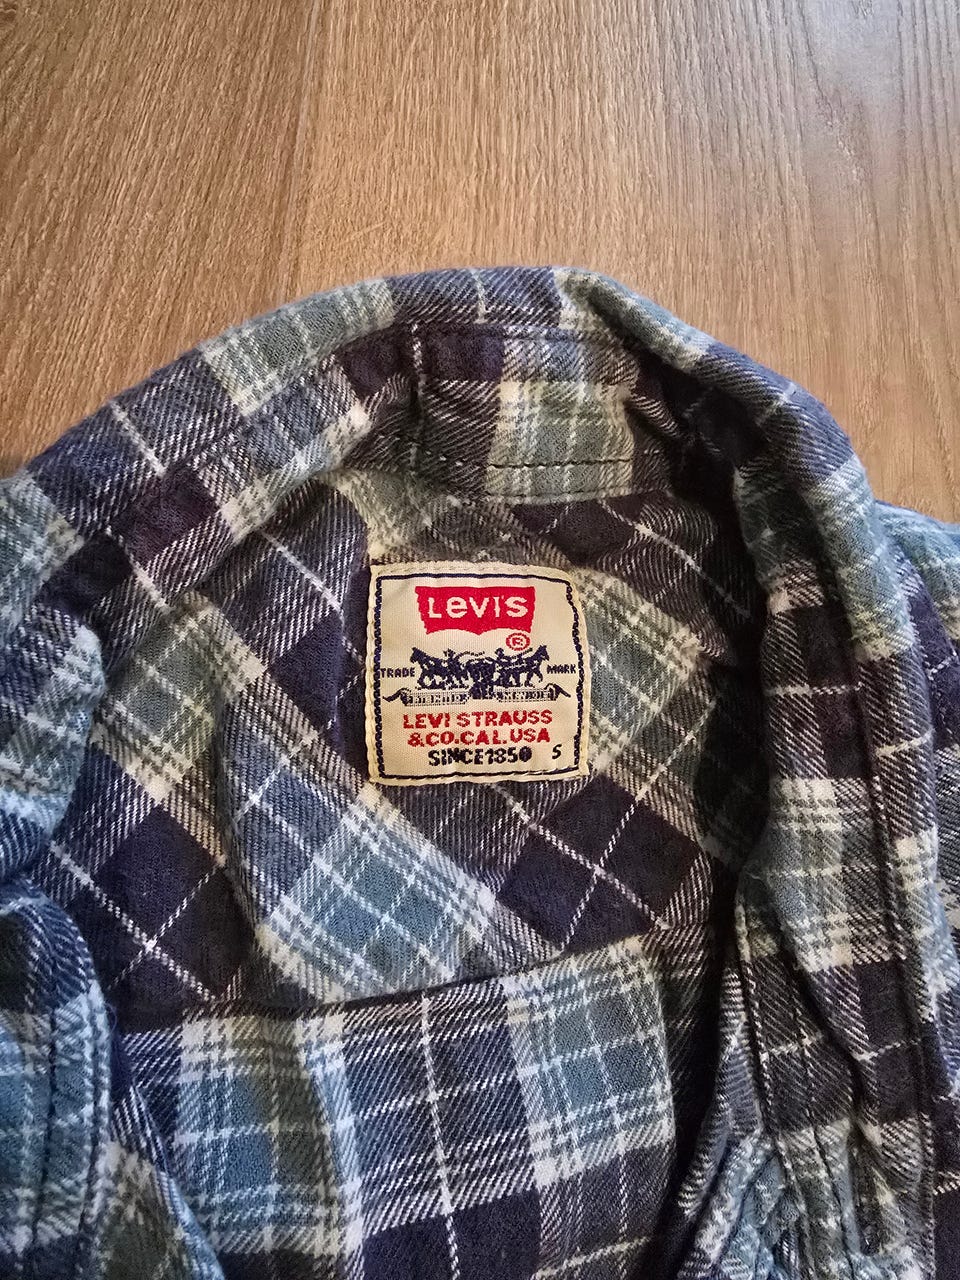 LEVI'S
®
TRADE MARK
LEVI STRAUSS
&CO.CAL.USA
SINCE1850 S